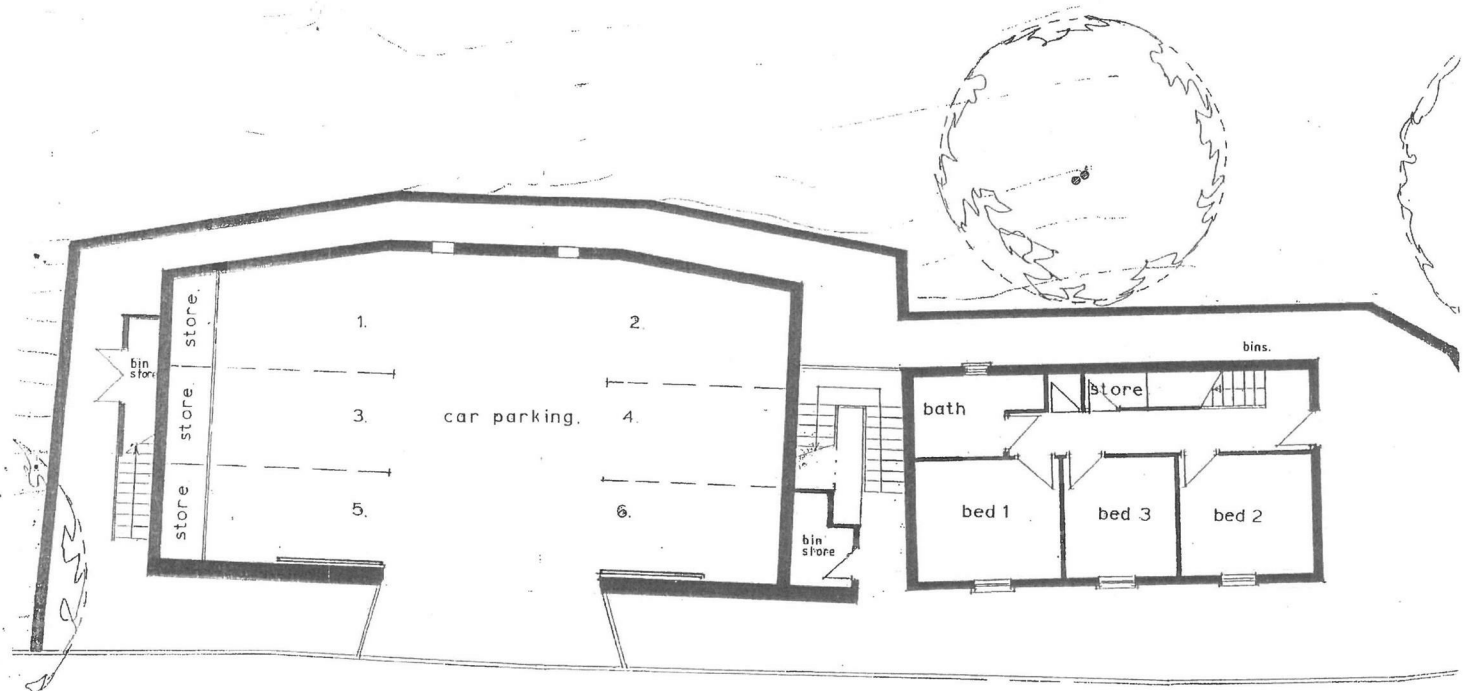 bins.
store.
1.
2.
bin
store
store
bath
store.
3.
car parking.
4.
store
5.
6.
bin
store
bed 1
bed 3
bed 2